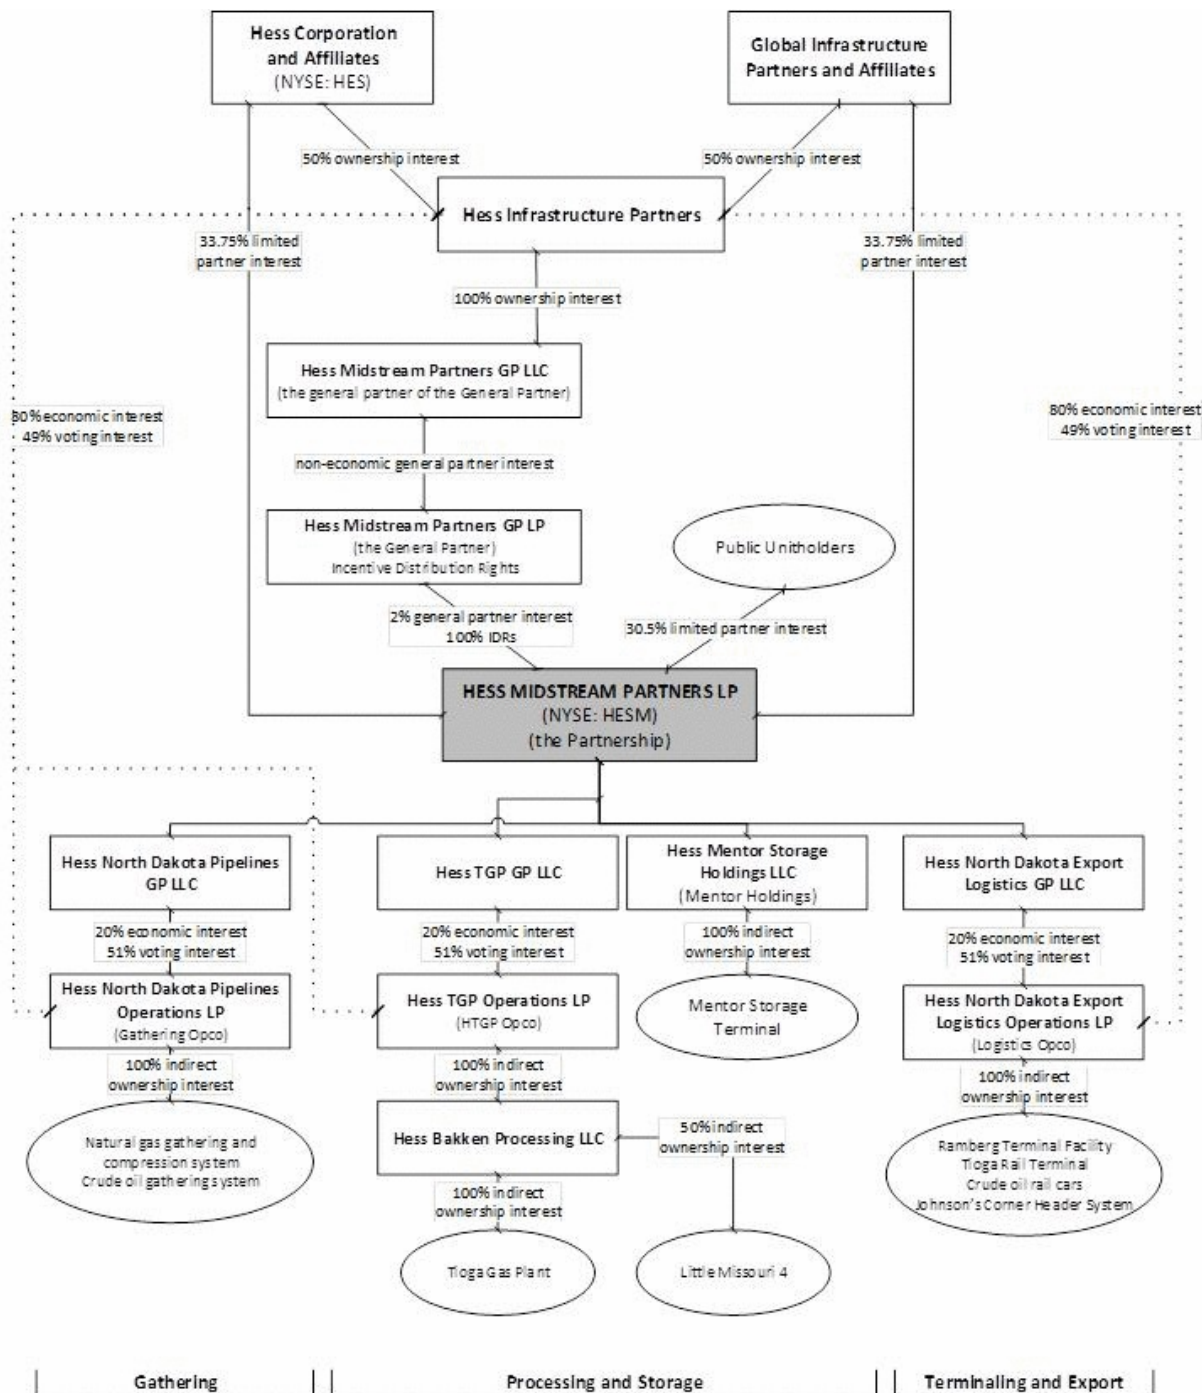 Hess Corporation
and Affiliates
(NYSE: HES)
Global Infrastructure
Partners and Affiliates
50% ownership interest
50% ownership interest
Hess Infrastructure Partners
33.75% limited
partner interest
33.75% limited
partner interest
100% ownership interest
Hess Midstream Partners GP LLC
(the general partner of the General Partner)
80% economic interest
49% voting interest
80% economic interest
49% voting interest
non-economic general partner interest
Hess Midstream Partners GP LP
(the General Partner)
Incentive Distribution Rights
Public Unitholders
2% general partner interest
100% IDRs
30.5% limited partner interest
HESS MIDSTREAM PARTNERS LP
(NYSE: HESM)
(the Partnership)
Hess North Dakota Pipelines
GP LLC
Hess TGP GP LLC
Hess Mentor Storage
Holdings LLC
(Mentor Holdings)
Hess North Dakota Export
Logistics GP LLC
20% economic interest
51% voting interest
20% economic interest
51% voting interest
100% indirect
ownership interest
20% economic interest
51% voting interest
Hess North Dakota Pipelines
Operations LP
(Gathering Opco)
Hess TGP Operations LP
(HTGP Opco)
Mentor Storage
Terminal
Hess North Dakota Export
Logistics Operations LP
(Logistics Opco)
100% indirect
ownership interest
100% indirect
ownership interest
100% indirect
ownership interest
Natural gas gathering and
compression system
Crude oil gathering system
Hess Bakken Processing LLC
50% indirect
ownership interest
Ramberg Terminal Facility
Tioga Rail Terminal
Crude oil rail cars
Johnson's Corner Header System
100% indirect
ownership interest
Tioga Gas Plant
Little Missouri 4
Gathering
Processing and Storage
Terminaling and Export